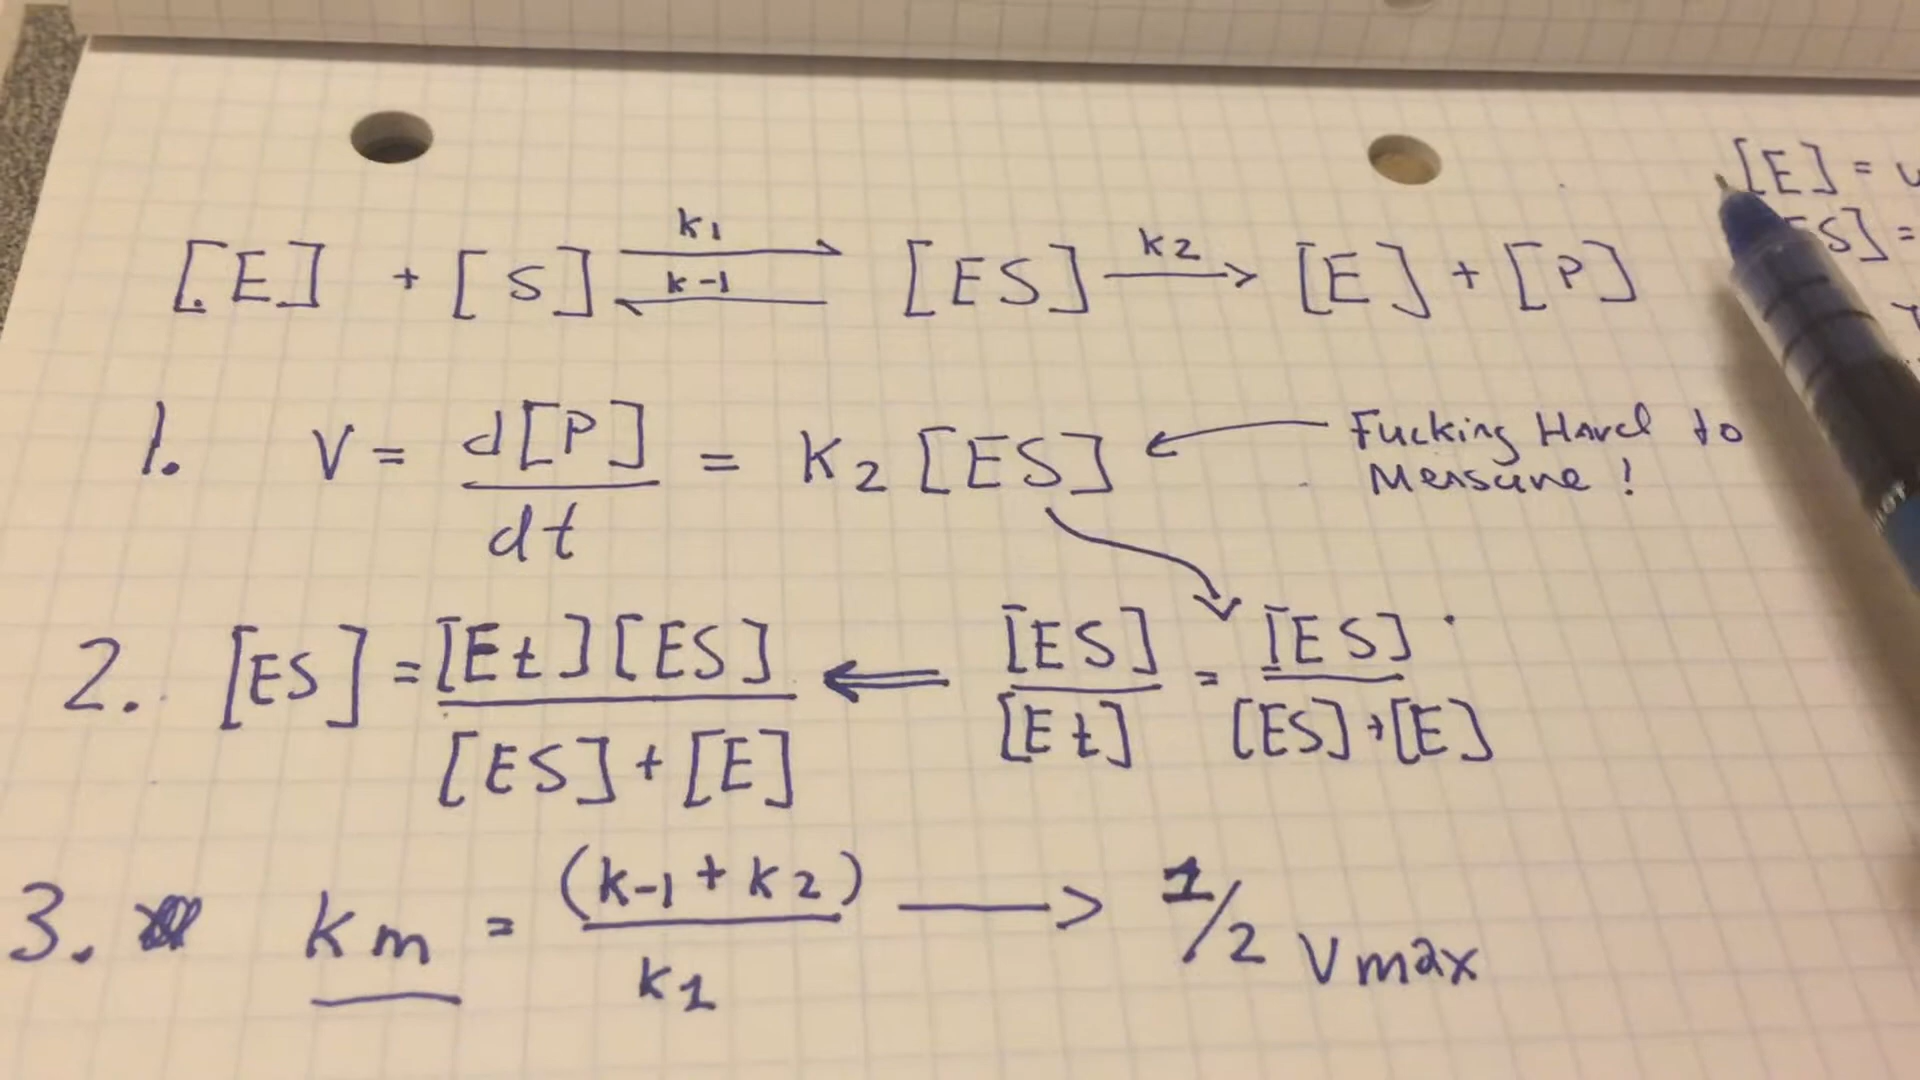 [E] + [S] k1 k-1 [ES] k2 → [E] + [P]
1. V = d[P]/dt = K2 [ES] ← Fucking Hard to
Measure!
2. [ES] = [Et][ES]/[ES]+[E] ⇐ [ES]/[Et] = [ES]/[ES]+[E]
3. km = (k-1 + k2)/k1 → 1/2 Vmax
[E] =
ES] =